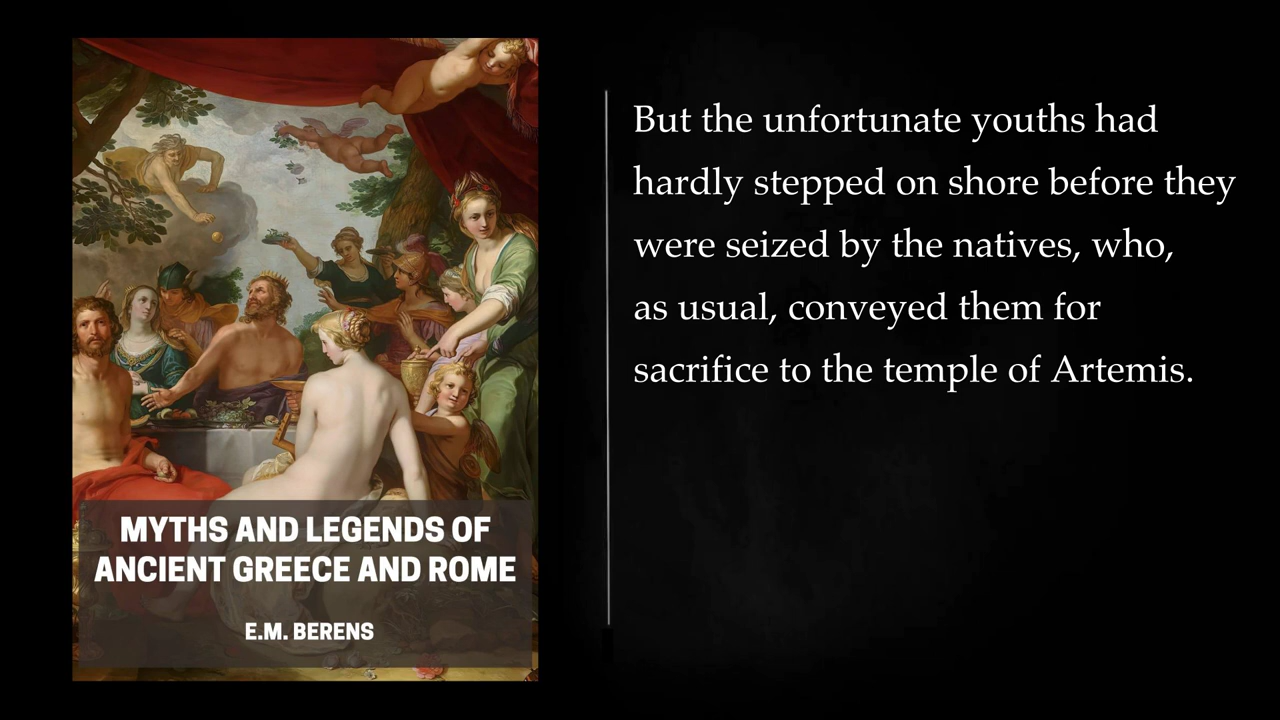 MYTHS AND LEGENDS OF
ANCIENT GREECE AND ROME
E.M. BERENS
But the unfortunate youths had
hardly stepped on shore before they
were seized by the natives, who,
as usual, conveyed them for
sacrifice to the temple of Artemis.